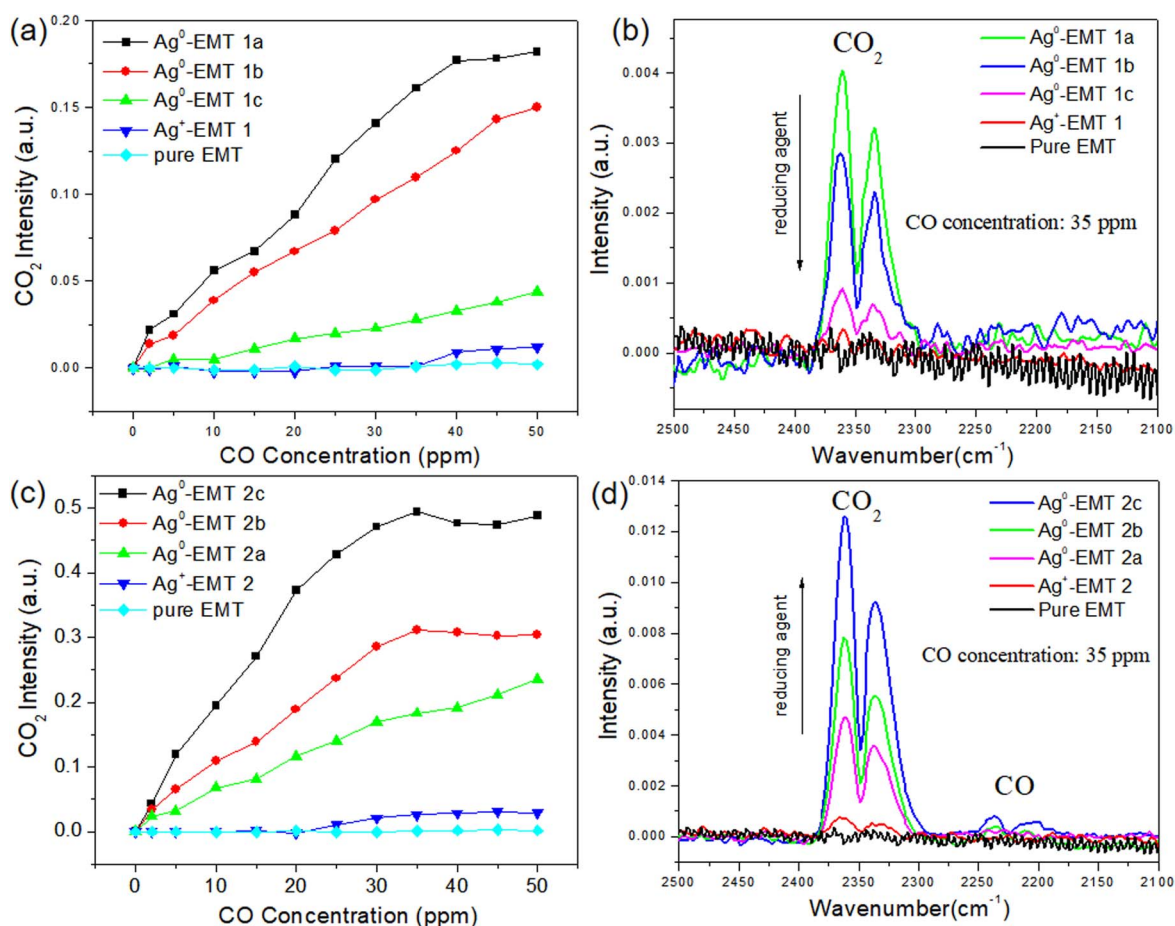 (a)
Ag⁰-EMT 1a
Ag⁰-EMT 1b
Ag⁰-EMT 1c
Ag⁺-EMT 1
pure EMT
0.20
0.15
0.10
0.05
0.00
CO₂ Intensity (a.u.)
0 10 20 30 40 50
CO Concentration (ppm)
(b)
CO₂
Ag⁰-EMT 1a
Ag⁰-EMT 1b
Ag⁰-EMT 1c
Ag⁺-EMT 1
Pure EMT
reducing agent
CO concentration: 35 ppm
0.004
0.003
0.002
0.001
0.000
Intensity (a.u.)
2500 2450 2400 2350 2300 2250 2200 2150 2100
Wavenumber(cm⁻¹)
(c)
Ag⁰-EMT 2c
Ag⁰-EMT 2b
Ag⁰-EMT 2a
Ag⁺-EMT 2
pure EMT
0.5
0.4
0.3
0.2
0.1
0.0
CO₂ Intensity (a.u.)
0 10 20 30 40 50
CO Concentration (ppm)
(d)
CO₂
Ag⁰-EMT 2c
Ag⁰-EMT 2b
Ag⁰-EMT 2a
Ag⁺-EMT 2
Pure EMT
reducing agent
CO concentration: 35 ppm
CO
0.014
0.012
0.010
0.008
0.006
0.004
0.002
0.000
Intensity (a.u.)
2500 2450 2400 2350 2300 2250 2200 2150 2100
Wavenumber(cm⁻¹)